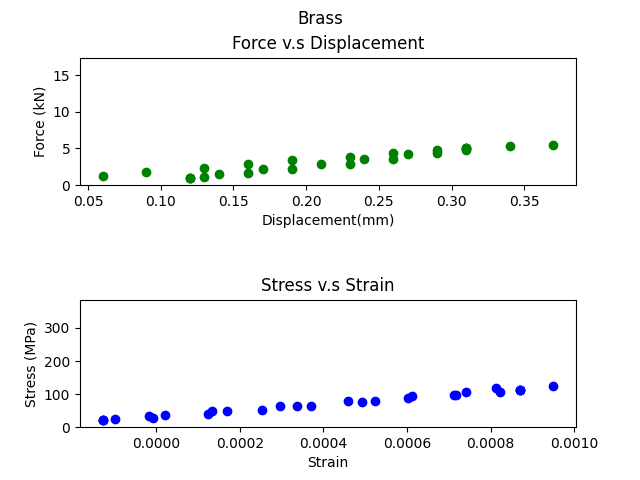 Brass
Force v.s Displacement
Force (kN)
15
10
5
0
0.05 0.10 0.15 0.20 0.25 0.30 0.35
Displacement(mm)
Stress v.s Strain
Stress (MPa)
300
200
100
0
0.0000 0.0002 0.0004 0.0006 0.0008 0.0010
Strain